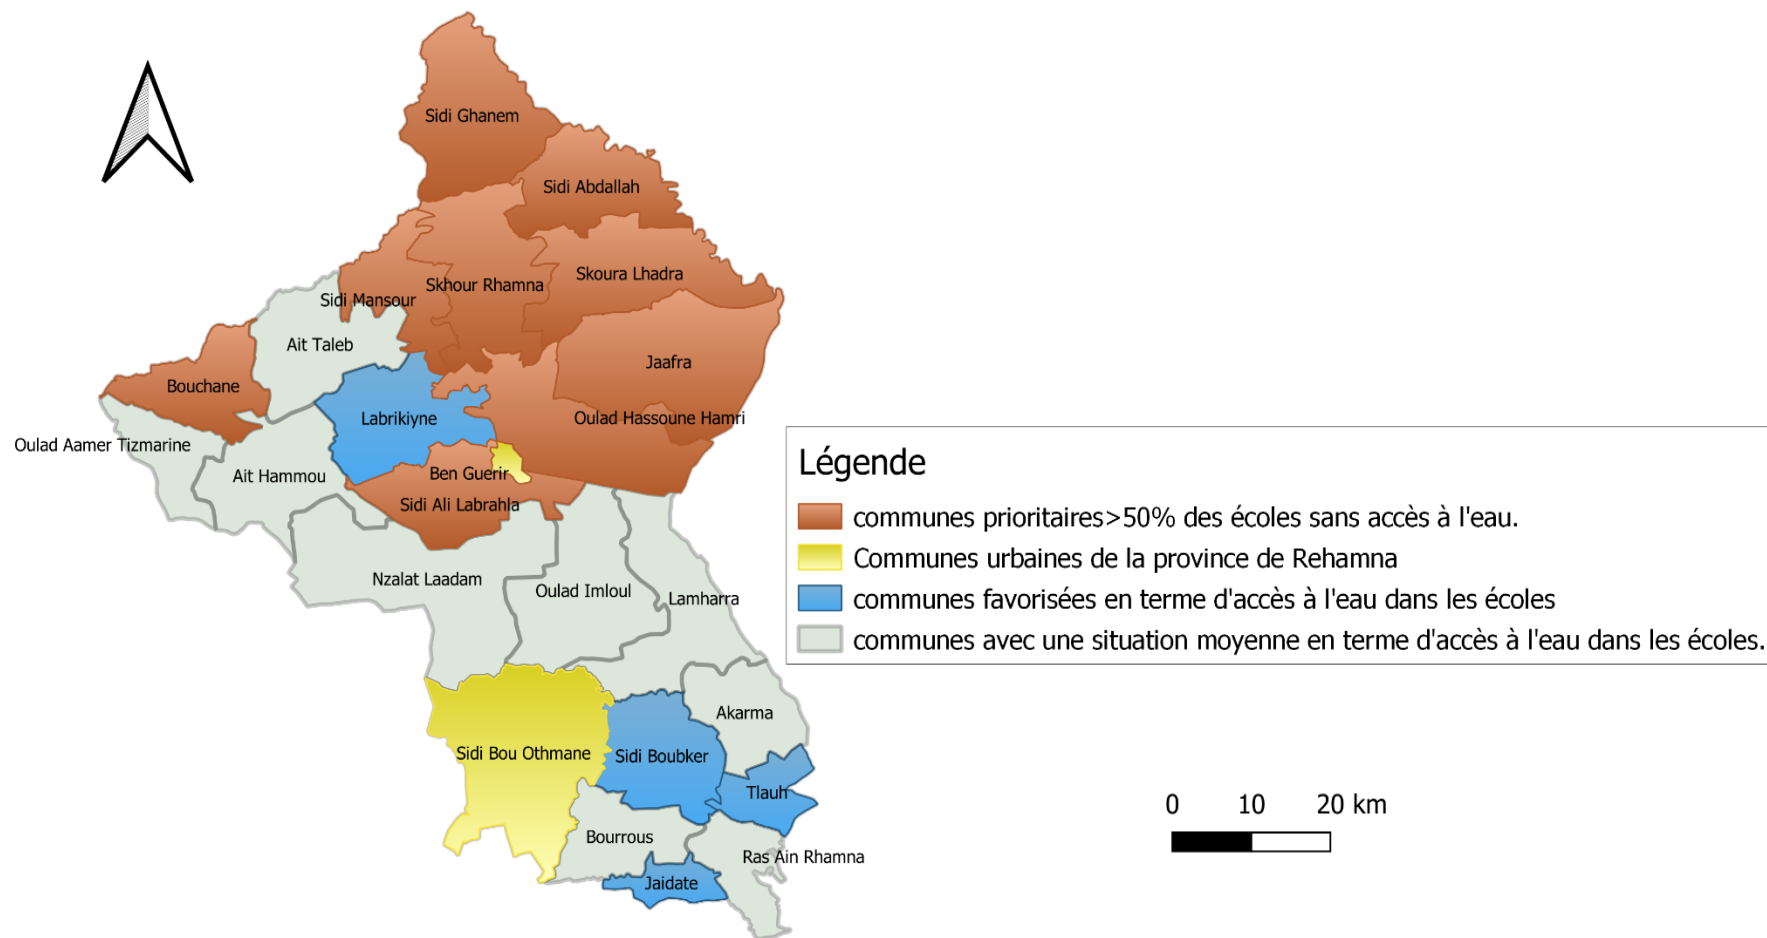 Sidi Ghanem
Sidi Abdallah
Skoura Lhadra
Skhour Rhamna
Sidi Mansour
Ait Taleb
Jaafra
Bouchane
Labrikiyne
Oulad Hassoune Hamri
Oulad Aamer Tizmarine
Ait Hammou
Ben Guerir
Sidi Ali Labrahla
Nzalat Laadam
Oulad Imloul
Lamharra
Akarma
Sidi Bou Othmane
Sidi Boubker
Tlauh
Bourrous
Ras Ain Rhamna
Jaidate
Légende
communes prioritaires>50% des écoles sans accès à l'eau.
Communes urbaines de la province de Rehamna
communes favorisées en terme d'accès à l'eau dans les écoles
communes avec une situation moyenne en terme d'accès à l'eau dans les écoles.
0 10 20 km